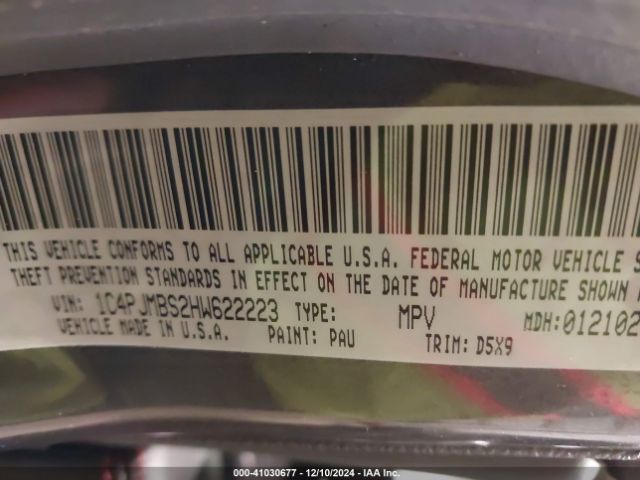 THIS VEHICLE CONFORMS TO ALL APPLICABLE U.S.A. FEDERAL MOTOR VEHICLE S
THEFT PREVENTION STANDARDS IN EFFECT ON THE DATE OF MANUFACTURE SHOWN
VIN: 1C4PJMBS2HW622223 TYPE: MPV MDH:012102
VEHICLE MADE IN U.S.A. PAINT: PAU TRIM: D5X9
000-41030677 - 12/10/2024 - IAA Inc.